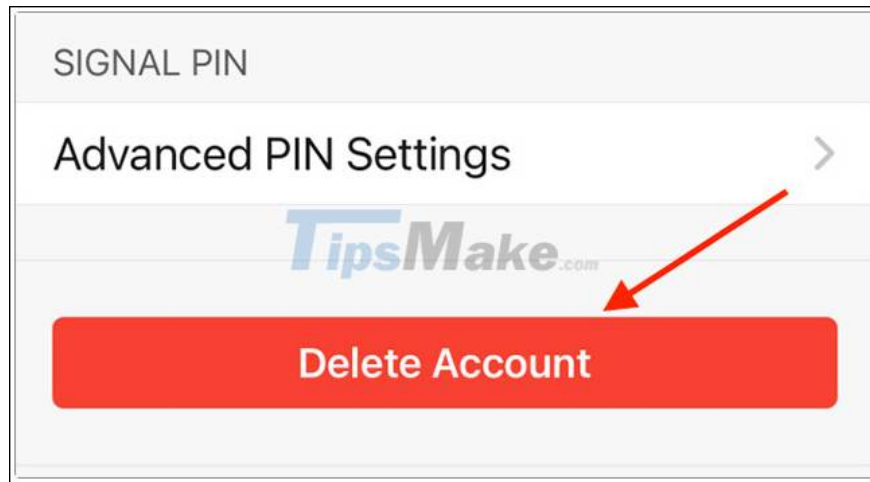 SIGNAL PIN
Advanced PIN Settings
TipsMake.com
Delete Account